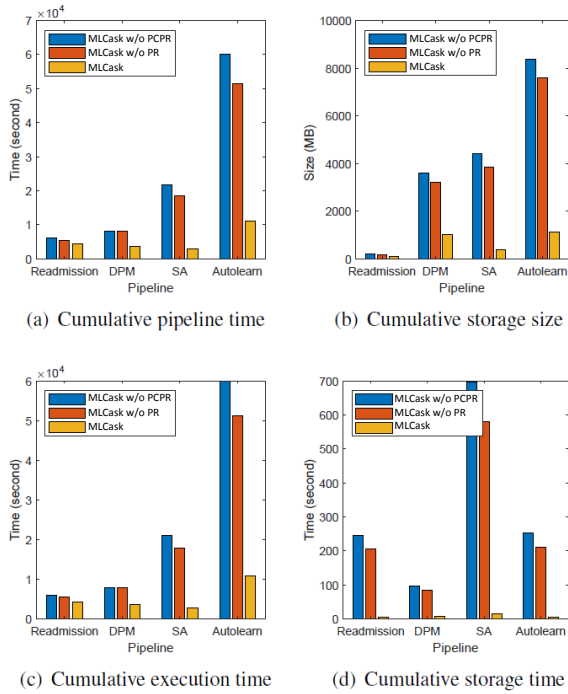 7 ×10⁴
MLCask w/o PCPR
MLCask w/o PR
MLCask
6
5
4
3
2
1
0
Time (second)
Readmission DPM SA Autolearn
Pipeline
(a) Cumulative pipeline time
10000
MLCask w/o PCPR
MLCask w/o PR
MLCask
8000
6000
4000
2000
0
Size (MB)
Readmission DPM SA Autolearn
Pipeline
(b) Cumulative storage size
6 ×10⁴
MLCask w/o PCPR
MLCask w/o PR
MLCask
5
4
3
2
1
0
Time (second)
Readmission DPM SA Autolearn
Pipeline
(c) Cumulative execution time
700
MLCask w/o PCPR
MLCask w/o PR
MLCask
600
500
400
300
200
100
0
Time (second)
Readmission DPM SA Autolearn
Pipeline
(d) Cumulative storage time